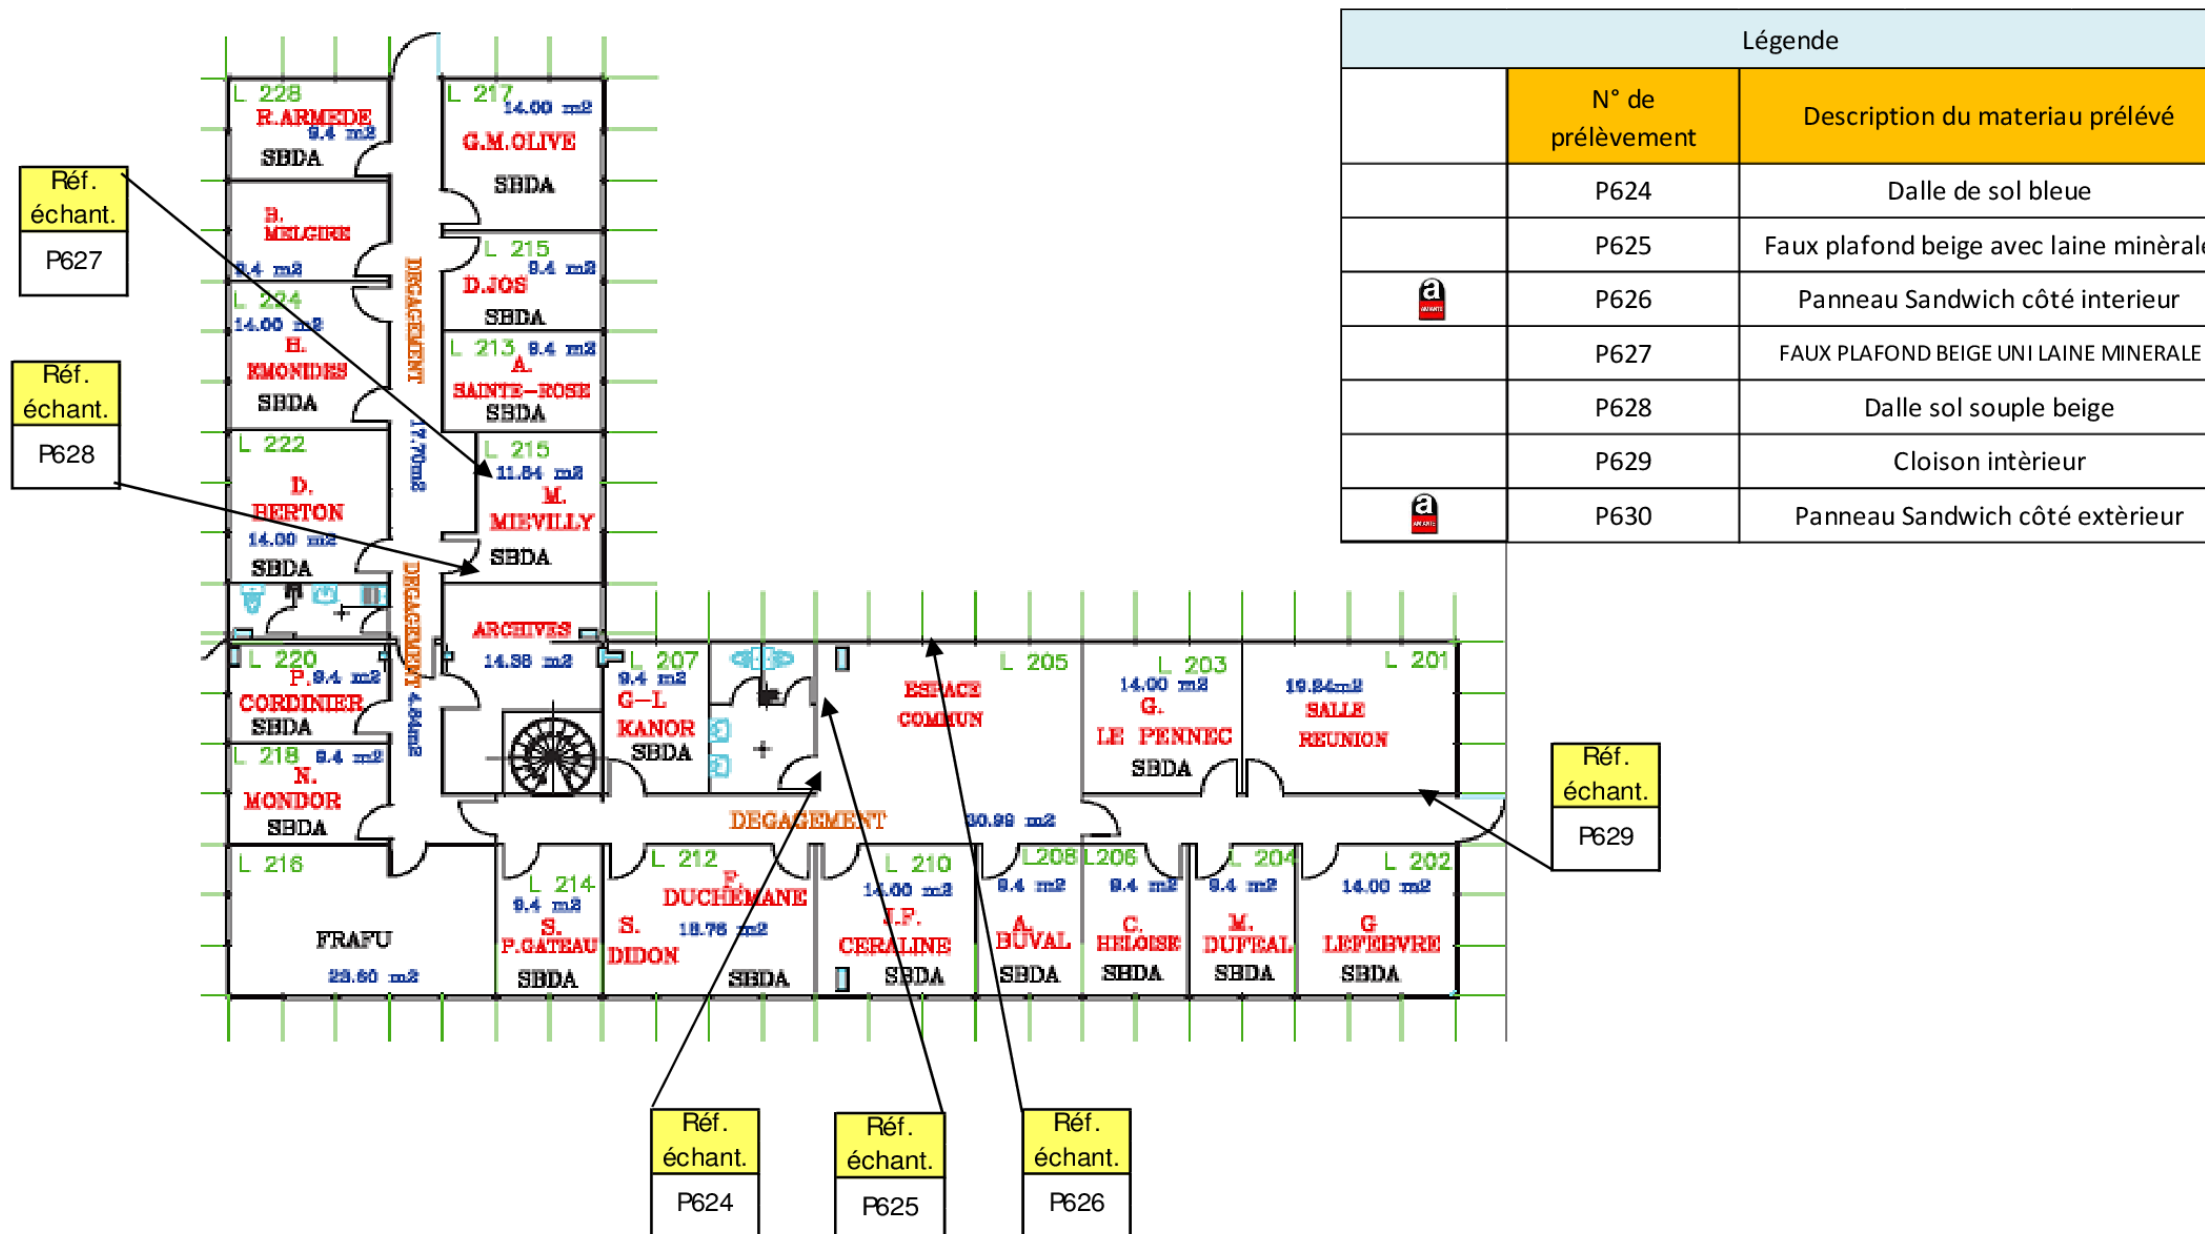 Légende
N° de
prélèvement
Description du materiau prélévé
P624
Dalle de sol bleue
P625
Faux plafond beige avec laine minèrale
a
P626
Panneau Sandwich côté interieur
P627
FAUX PLAFOND BEIGE UNI LAINE MINERALE
P628
Dalle sol souple beige
P629
Cloison intèrieur
a
P630
Panneau Sandwich côté extèrieur
Réf.
échant.
P627
Réf.
échant.
P628
L 228
R.ARMEDE
9.4 m2
SBDA
L 217
14.00 m2
G.M.OLIVE
SBDA
B.
MELGIRE
9.4 m2
L 215
9.4 m2
D.JOS
SBDA
DEGAGEMENT
L 224
14.00 m2
H.
EMONIDES
SBDA
L 213
9.4 m2
A.
SAINTE-ROSE
SBDA
17.70m2
L 222
D.
BERTON
14.00 m2
SBDA
L 215
11.84 m2
M.
MIEVILLY
SBDA
DEGAGEMENT
4.84m2
ARCHIVES
14.36 m2
L 220
P.
9.4 m2
CORDINIER
SBDA
L 218
9.4 m2
N.
MONDOR
SBDA
L 207
9.4 m2
G-L
KANOR
SBDA
L 205
ESPACE
COMMUN
L 203
14.00 m2
G.
LE PENNEC
SBDA
L 201
19.24m2
SALLE
REUNION
DEGAGEMENT
30.99 m2
L 216
FRAFU
23.60 m2
L 214
9.4 m2
S.
P.GATEAU
SBDA
L 212
F.
DUCHEMANE
18.76 m2
S.
DIDON
SBDA
L 210
14.00 m2
J.F.
CERALINE
SBDA
L208
9.4 m2
A.
BUVAL
SBDA
L206
9.4 m2
C.
HELOISE
SBDA
L 204
9.4 m2
M.
DUFEAL
SBDA
L 202
14.00 m2
G
LEFEBVRE
SBDA
Réf.
échant.
P629
Réf.
échant.
P624
Réf.
échant.
P625
Réf.
échant.
P626